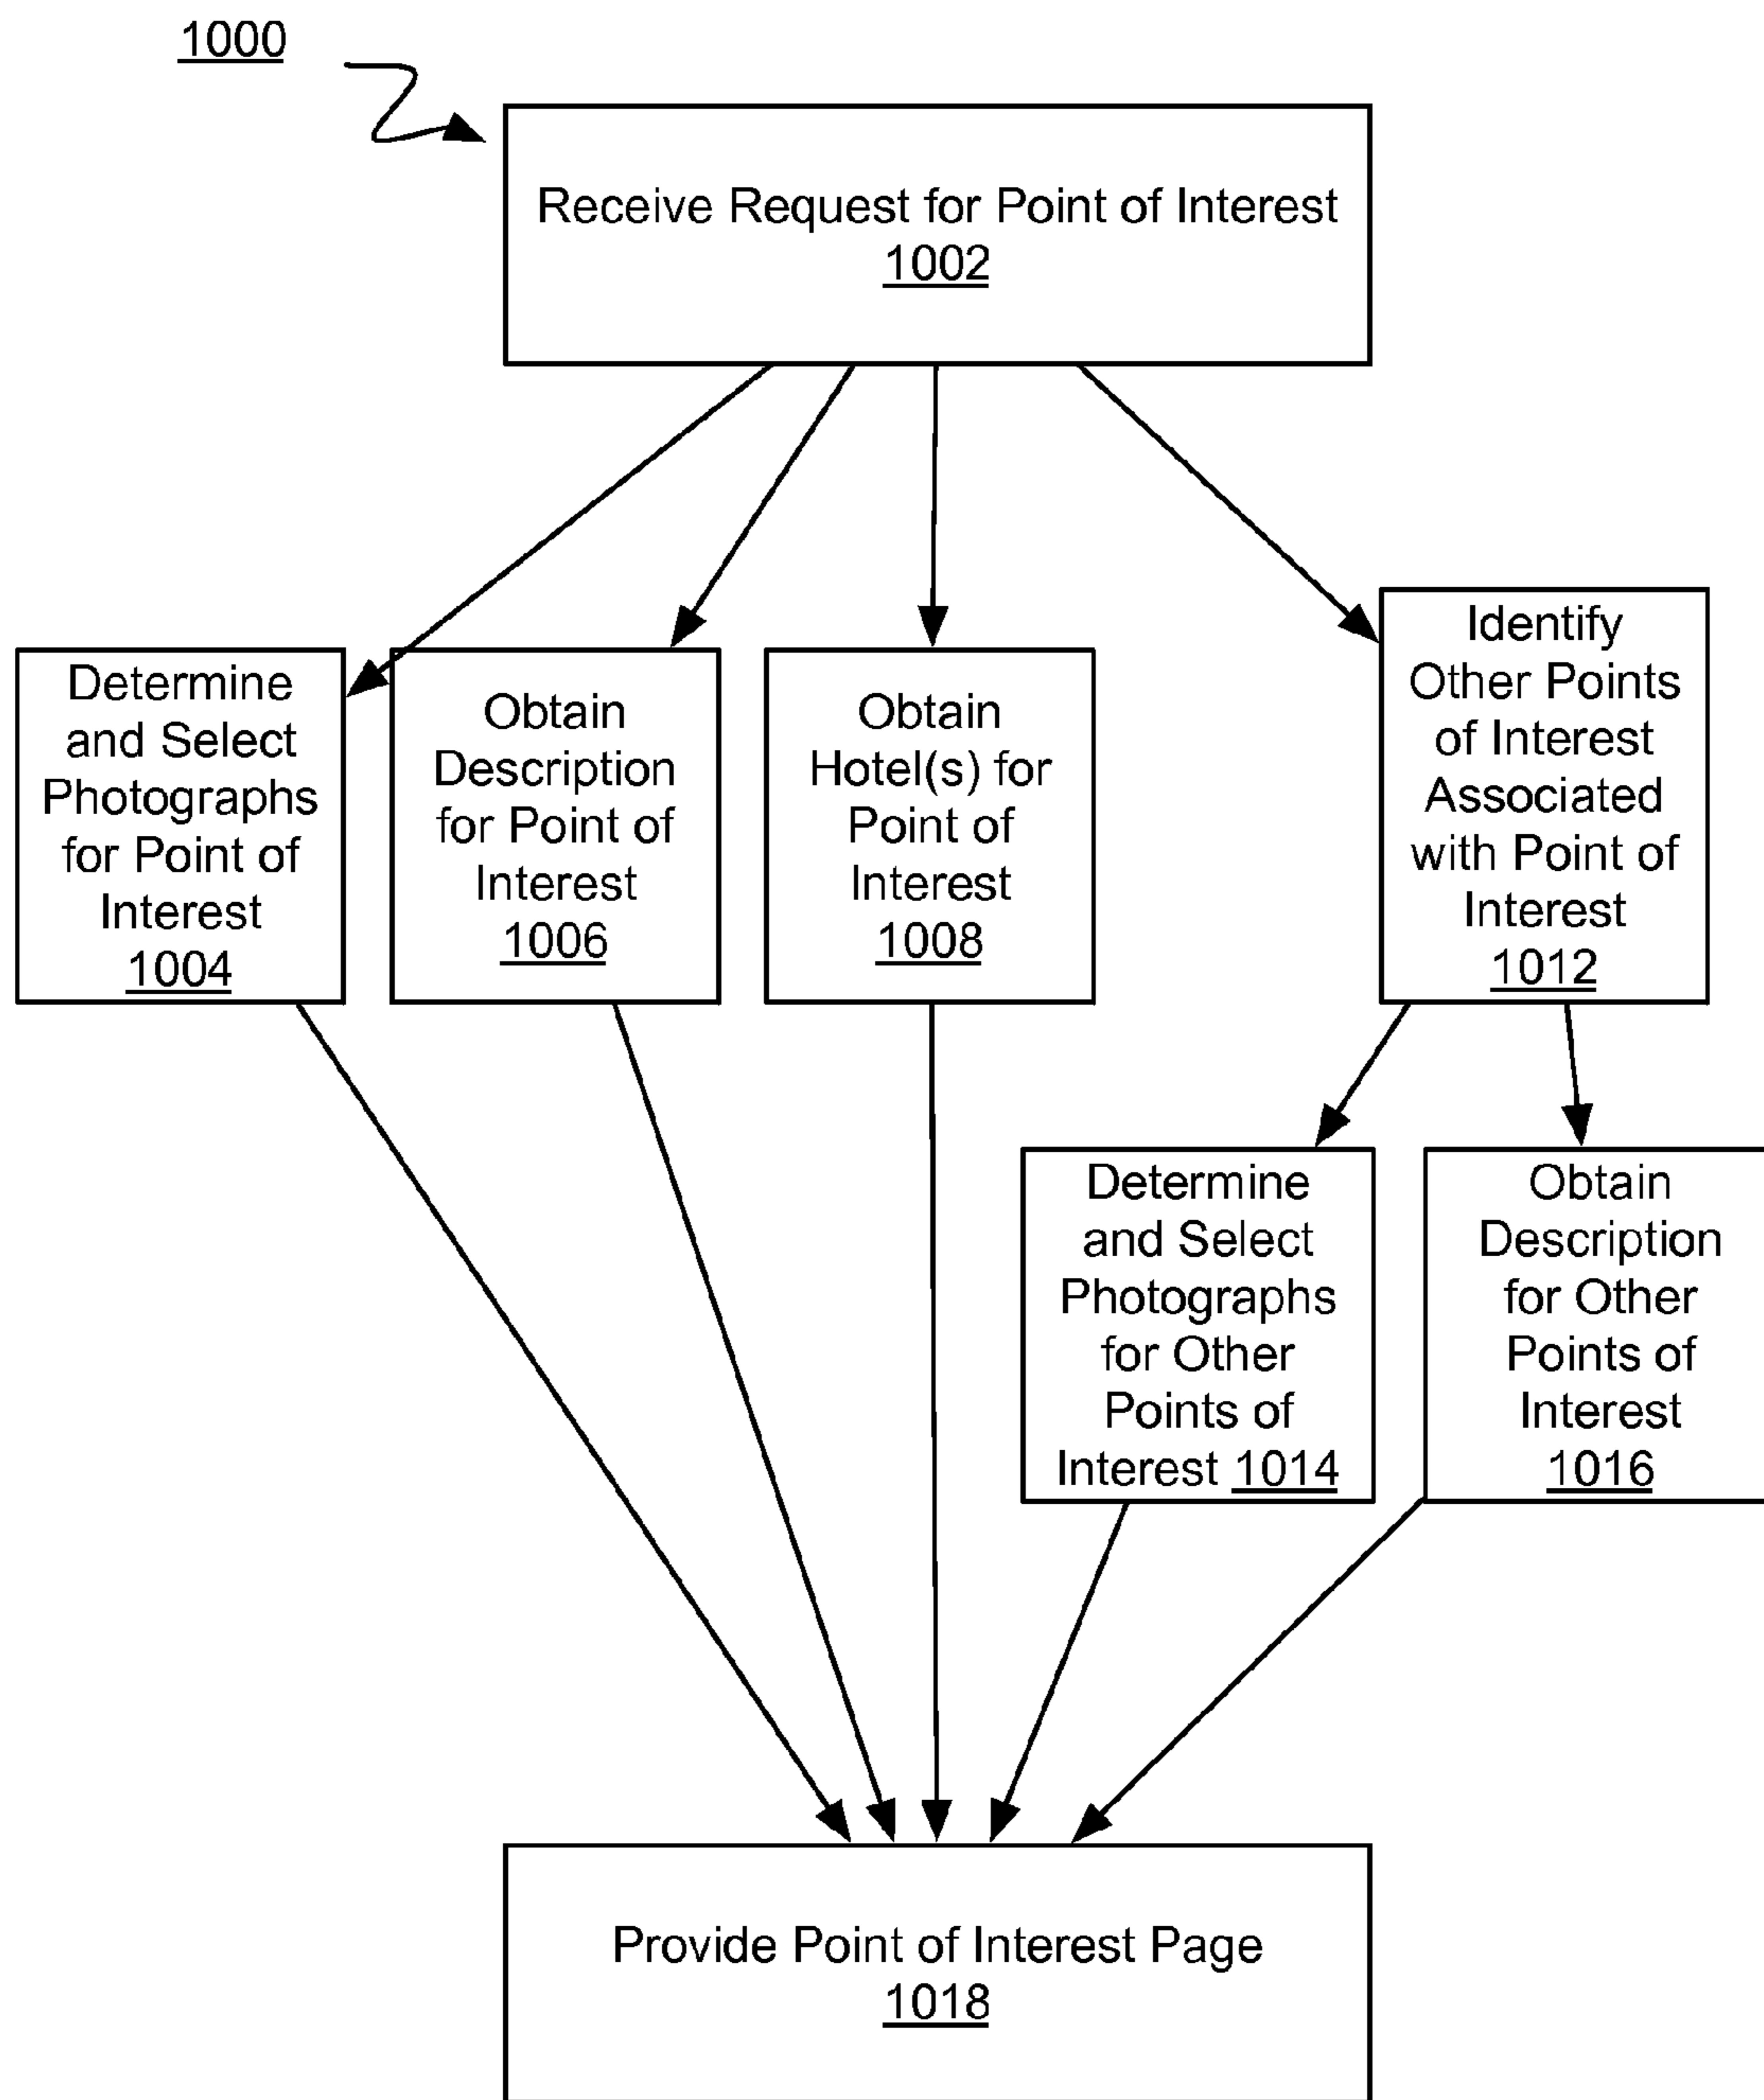 1000
Receive Request for Point of Interest
1002
Determine
and Select
Photographs
for Point of
Interest
1004
Obtain
Description
for Point of
Interest
1006
Obtain
Hotel(s) for
Point of
Interest
1008
Identify
Other Points
of Interest
Associated
with Point of
Interest
1012
Determine
and Select
Photographs
for Other
Points of
Interest 1014
Obtain
Description
for Other
Points of
Interest
1016
Provide Point of Interest Page
1018